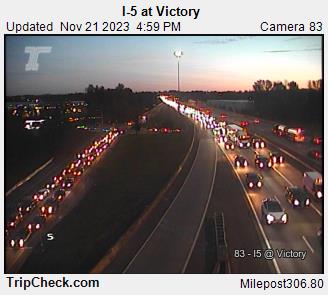 I-5 at Victory
Updated Nov 21 2023 4:59 PM Camera 83
T
S
83 - I5 @ Victory
TripCheck.com Milepost306.80